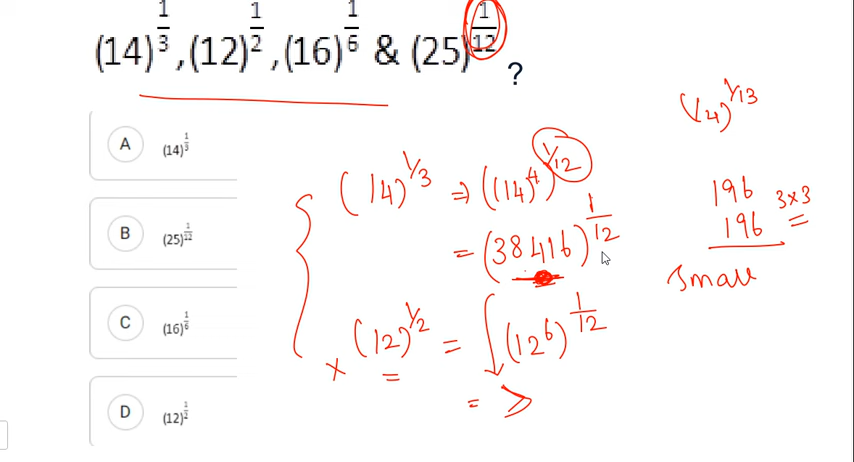 (14)^(1/3), (12)^(1/2), (16)^(1/6) & (25)^(1/12)
?
A (14)^(1/3)
B (25)^(1/12)
C (16)^(1/6)
D (12)^(1/2)
(14)^(1/3) ⇒ ((14)^4)^(1/12)
= (38416)^(1/12)
× (12)^(1/2) = (12^6)^(1/12)
=
= >
(14)^(1/13)
196
196 3×3
=
Small